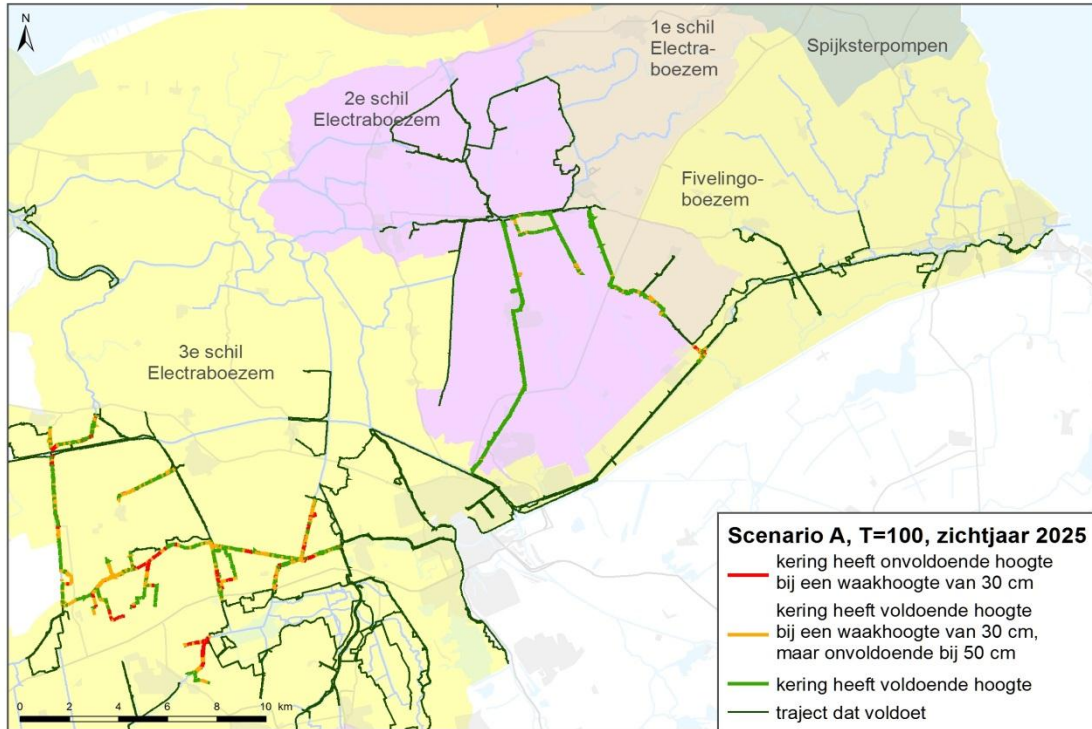 N
1e schil
Electra-
boezem
Spijksterpompen
2e schil
Electraboezem
Fivelingo-
boezem
3e schil
Electraboezem
Scenario A, T=100, zichtjaar 2025
kering heeft onvoldoende hoogte
bij een waakhoogte van 30 cm
kering heeft voldoende hoogte
bij een waakhoogte van 30 cm,
maar onvoldoende bij 50 cm
kering heeft voldoende hoogte
traject dat voldoet
0 2 4 6 8 10 km